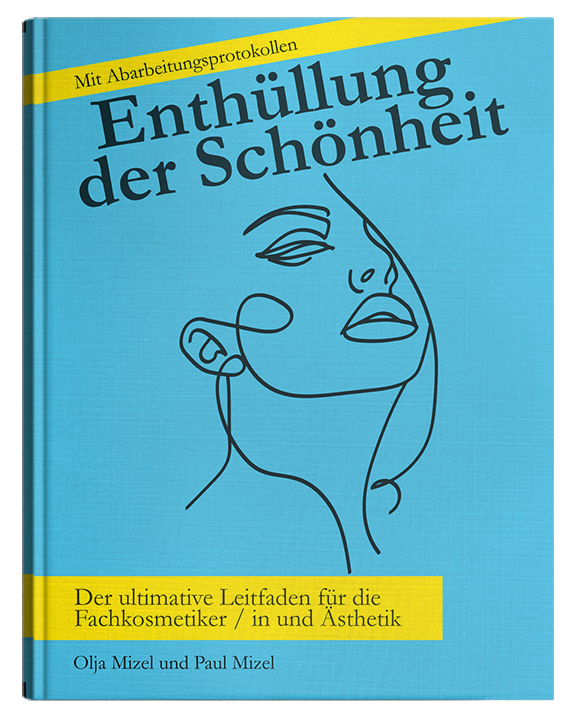 Mit Abarbeitungsprotokollen
Enthüllung
der Schönheit
Der ultimative Leitfaden für die
Fachkosmetiker / in und Ästhetik
Olja Mizel und Paul Mizel